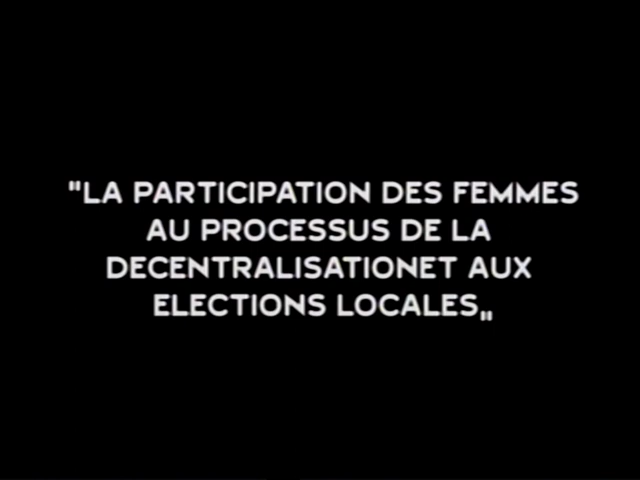 "LA PARTICIPATION DES FEMMES
AU PROCESSUS DE LA
DECENTRALISATIONET AUX
ELECTIONS LOCALES„